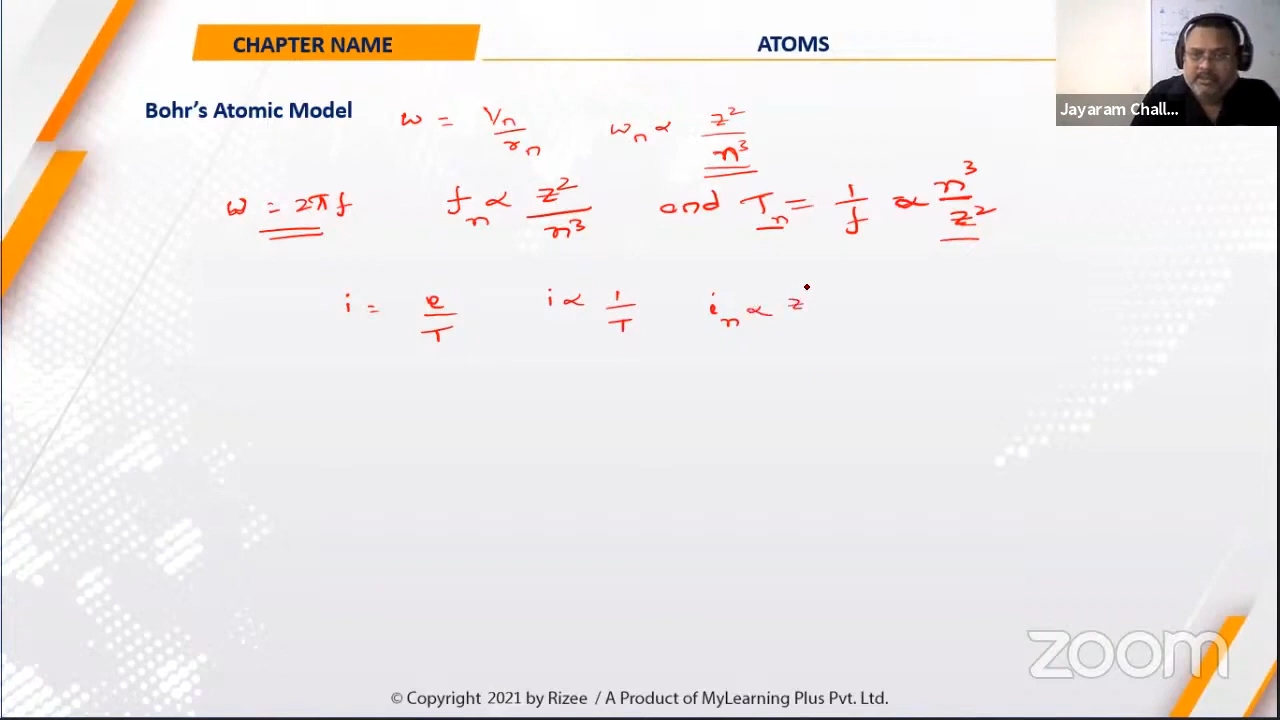 CHAPTER NAME
ATOMS
Jayaram Chall...
Bohr's Atomic Model
ω = Vn/rn    ωn ∝ z²/n³
ω = 2πf    fn ∝ z²/n³    and Tn = 1/f ∝ n³/z²
i = e/T    i ∝ 1/T    in ∝ z
zoom
© Copyright 2021 by Rizee / A Product of MyLearning Plus Pvt. Ltd.